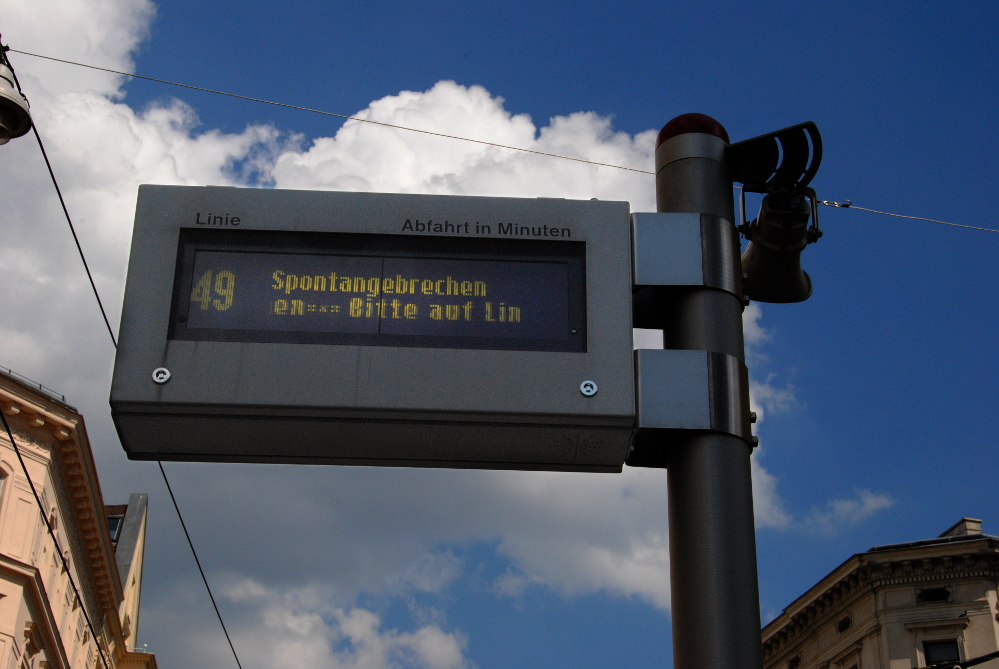 Linie Abfahrt in Minuten
49 Spontangebrechen
en=×= Bitte auf Lin